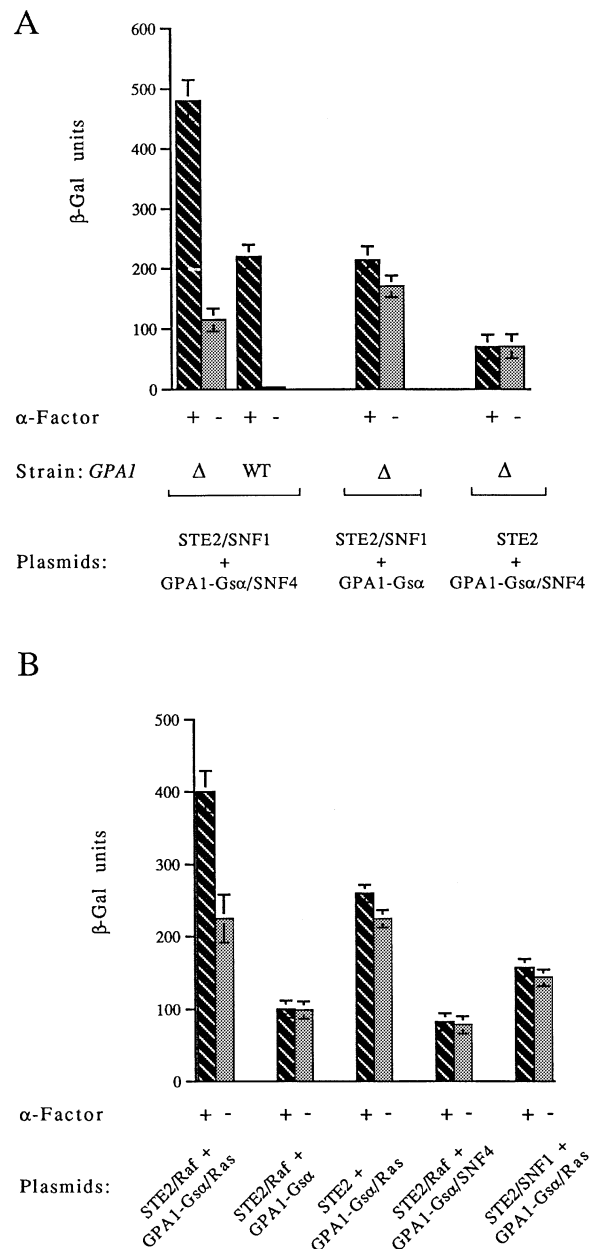 A
600
500
400
300
200
100
0
β-Gal units
α-Factor + - + - + - + -
Strain: GPA1 Δ WT Δ Δ
Plasmids:
STE2/SNF1 + GPA1-Gsα/SNF4
STE2/SNF1 + GPA1-Gsα
STE2 + GPA1-Gsα/SNF4
B
500
400
300
200
100
0
β-Gal units
α-Factor + - + - + - + - + -
Plasmids:
STE2/Raf + GPA1-Gsα/Ras
STE2/Raf + GPA1-Gsα
STE2 + GPA1-Gsα/Ras
STE2/Raf + GPA1-Gsα/SNF4
STE2/SNF1 + GPA1-Gsα/Ras